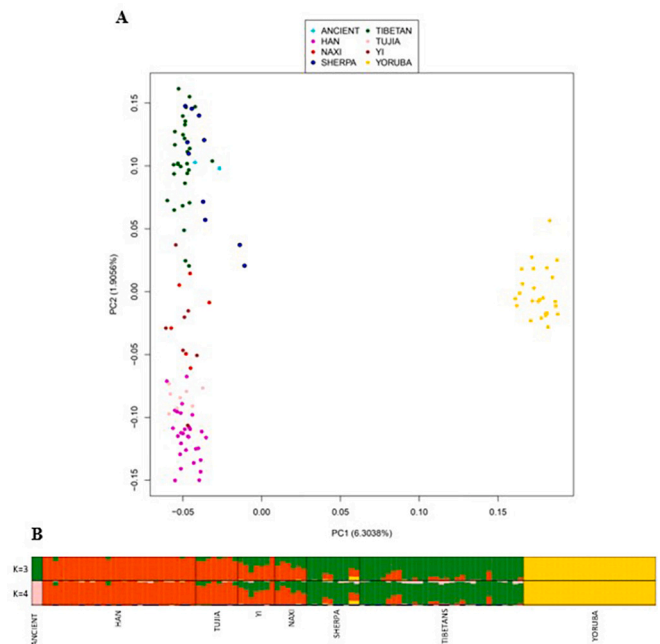 A
ANCIENT TIBETAN
HAN TUJIA
NAXI YI
SHERPA YORUBA
0.15
0.10
0.05
0.00
-0.05
-0.10
-0.15
PC2 (1.9056%)
-0.05 0.00 0.05 0.10 0.15
PC1 (6.3038%)
B
K=3
K=4
ANCIENT HAN TUJIA YI NAXI SHERPA TIBETANS YORUBA